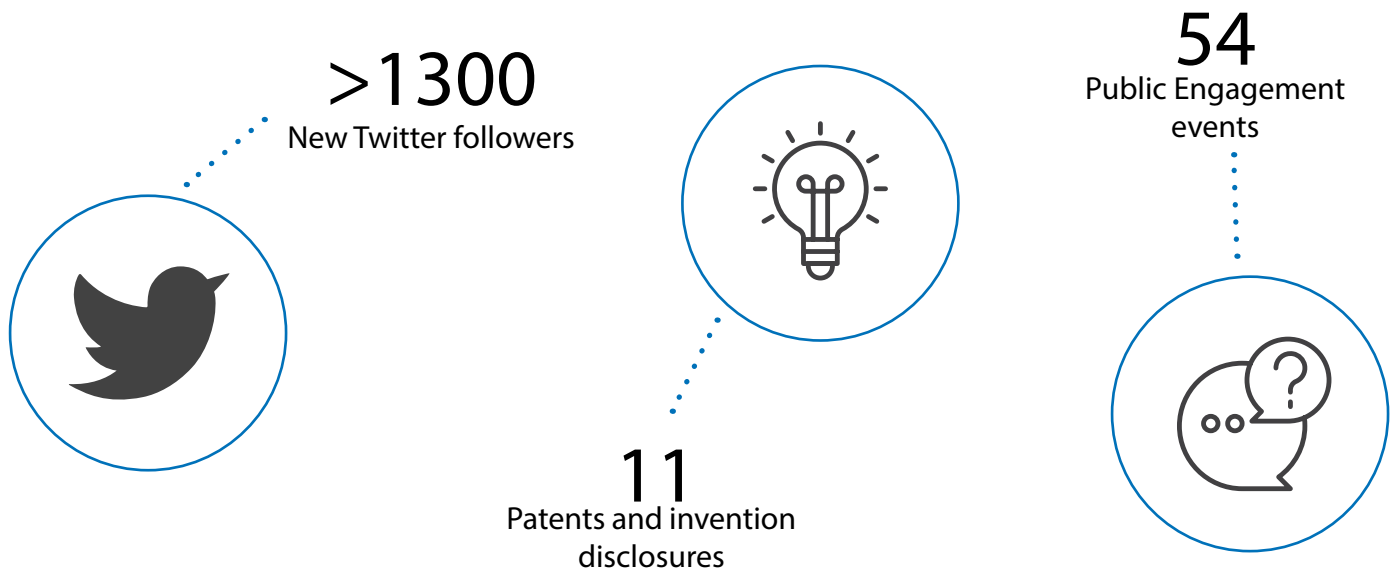 >1300
New Twitter followers
11
Patents and invention
disclosures
54
Public Engagement
events
?